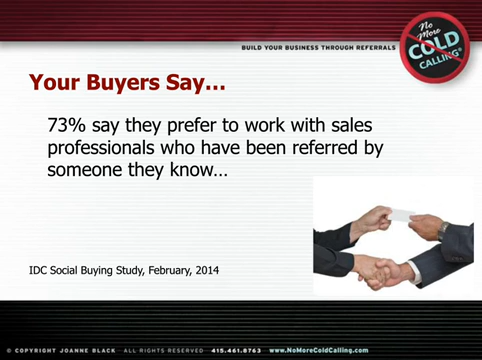 BUILD YOUR BUSINESS THROUGH REFERRALS
No
More
COLD
CALLING®
Your Buyers Say...
73% say they prefer to work with sales
professionals who have been referred by
someone they know...
IDC Social Buying Study, February, 2014
© COPYRIGHT JOANNE BLACK ALL RIGHTS RESERVED 415.461.8763 www.NoMoreColdCalling.com